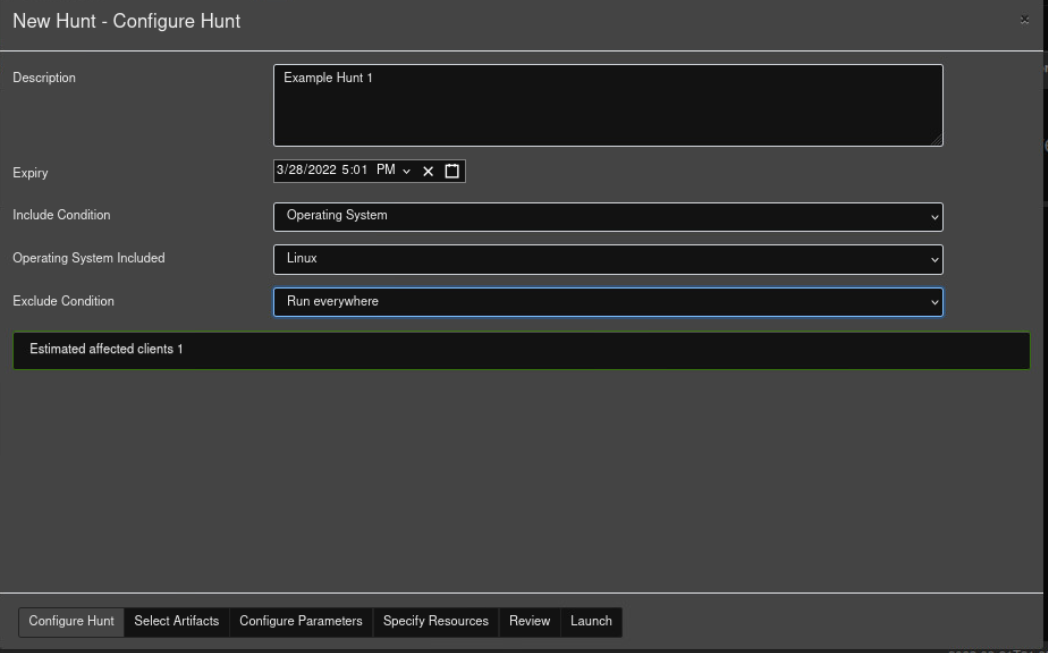 New Hunt - Configure Hunt
Description
Example Hunt 1
Expiry
3/28/2022 5:01 PM
Include Condition
Operating System
Operating System Included
Linux
Exclude Condition
Run everywhere
Estimated affected clients 1
Configure Hunt Select Artifacts Configure Parameters Specify Resources Review Launch